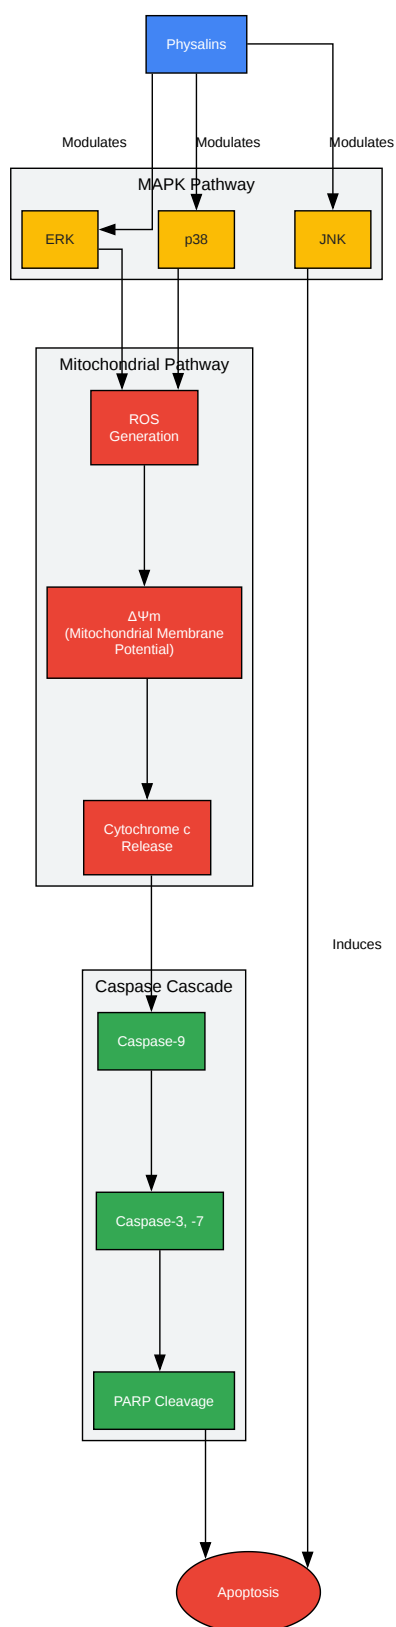 Physalins
Modulates
Modulates
Modulates
MAPK Pathway
ERK
p38
JNK
Mitochondrial Pathway
ROS
Generation
ΔΨm
(Mitochondrial Membrane
Potential)
Cytochrome c
Release
Induces
Caspase Cascade
Caspase-9
Caspase-3, -7
PARP Cleavage
Apoptosis